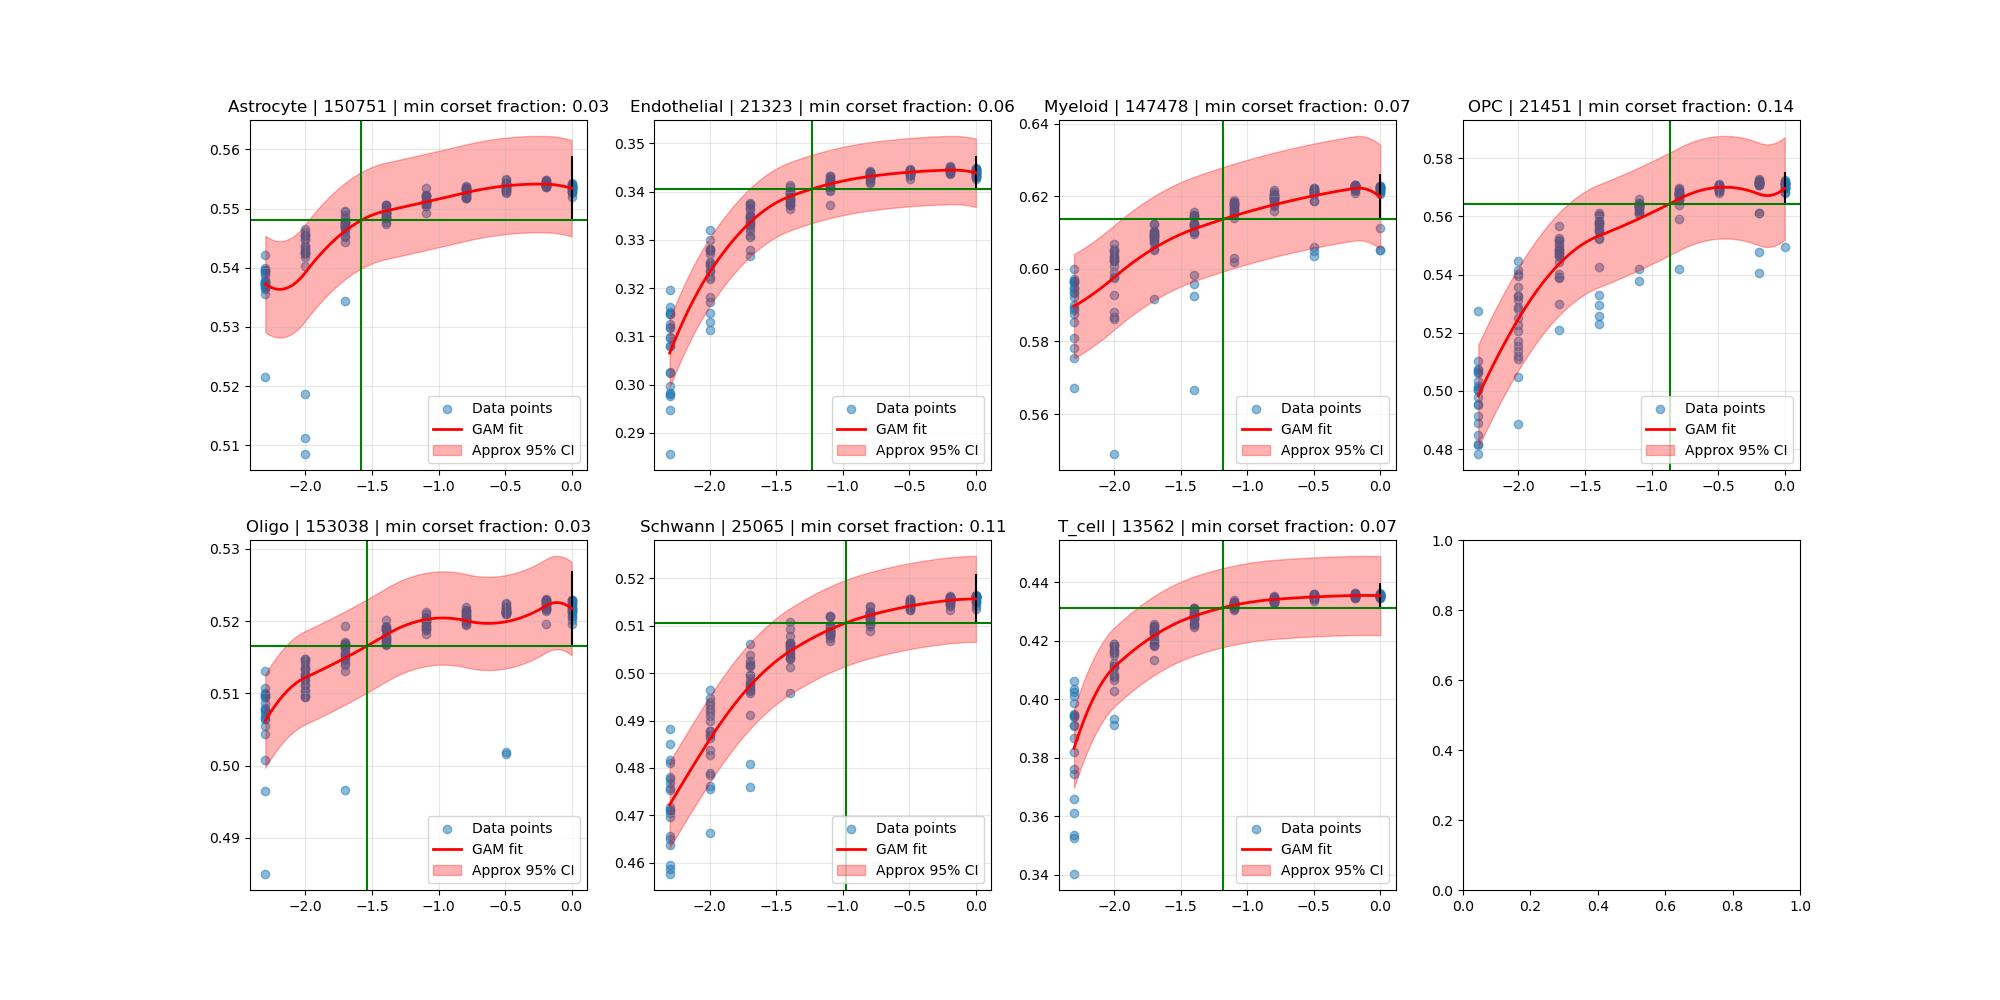 Astrocyte | 150751 | min corset fraction: 0.03
0.56
0.55
0.54
0.53
0.52
0.51
−2.0 −1.5 −1.0 −0.5 0.0
Data points
GAM fit
Approx 95% CI
Endothelial | 21323 | min corset fraction: 0.06
0.35
0.34
0.33
0.32
0.31
0.30
0.29
−2.0 −1.5 −1.0 −0.5 0.0
Data points
GAM fit
Approx 95% CI
Myeloid | 147478 | min corset fraction: 0.07
0.64
0.62
0.60
0.58
0.56
−2.0 −1.5 −1.0 −0.5 0.0
Data points
GAM fit
Approx 95% CI
OPC | 21451 | min corset fraction: 0.14
0.58
0.56
0.54
0.52
0.50
0.48
−2.0 −1.5 −1.0 −0.5 0.0
Data points
GAM fit
Approx 95% CI
Oligo | 153038 | min corset fraction: 0.03
0.53
0.52
0.51
0.50
0.49
−2.0 −1.5 −1.0 −0.5 0.0
Data points
GAM fit
Approx 95% CI
Schwann | 25065 | min corset fraction: 0.11
0.52
0.51
0.50
0.49
0.48
0.47
0.46
−2.0 −1.5 −1.0 −0.5 0.0
Data points
GAM fit
Approx 95% CI
T_cell | 13562 | min corset fraction: 0.07
0.44
0.42
0.40
0.38
0.36
0.34
−2.0 −1.5 −1.0 −0.5 0.0
Data points
GAM fit
Approx 95% CI
1.0
0.8
0.6
0.4
0.2
0.0
0.0 0.2 0.4 0.6 0.8 1.0